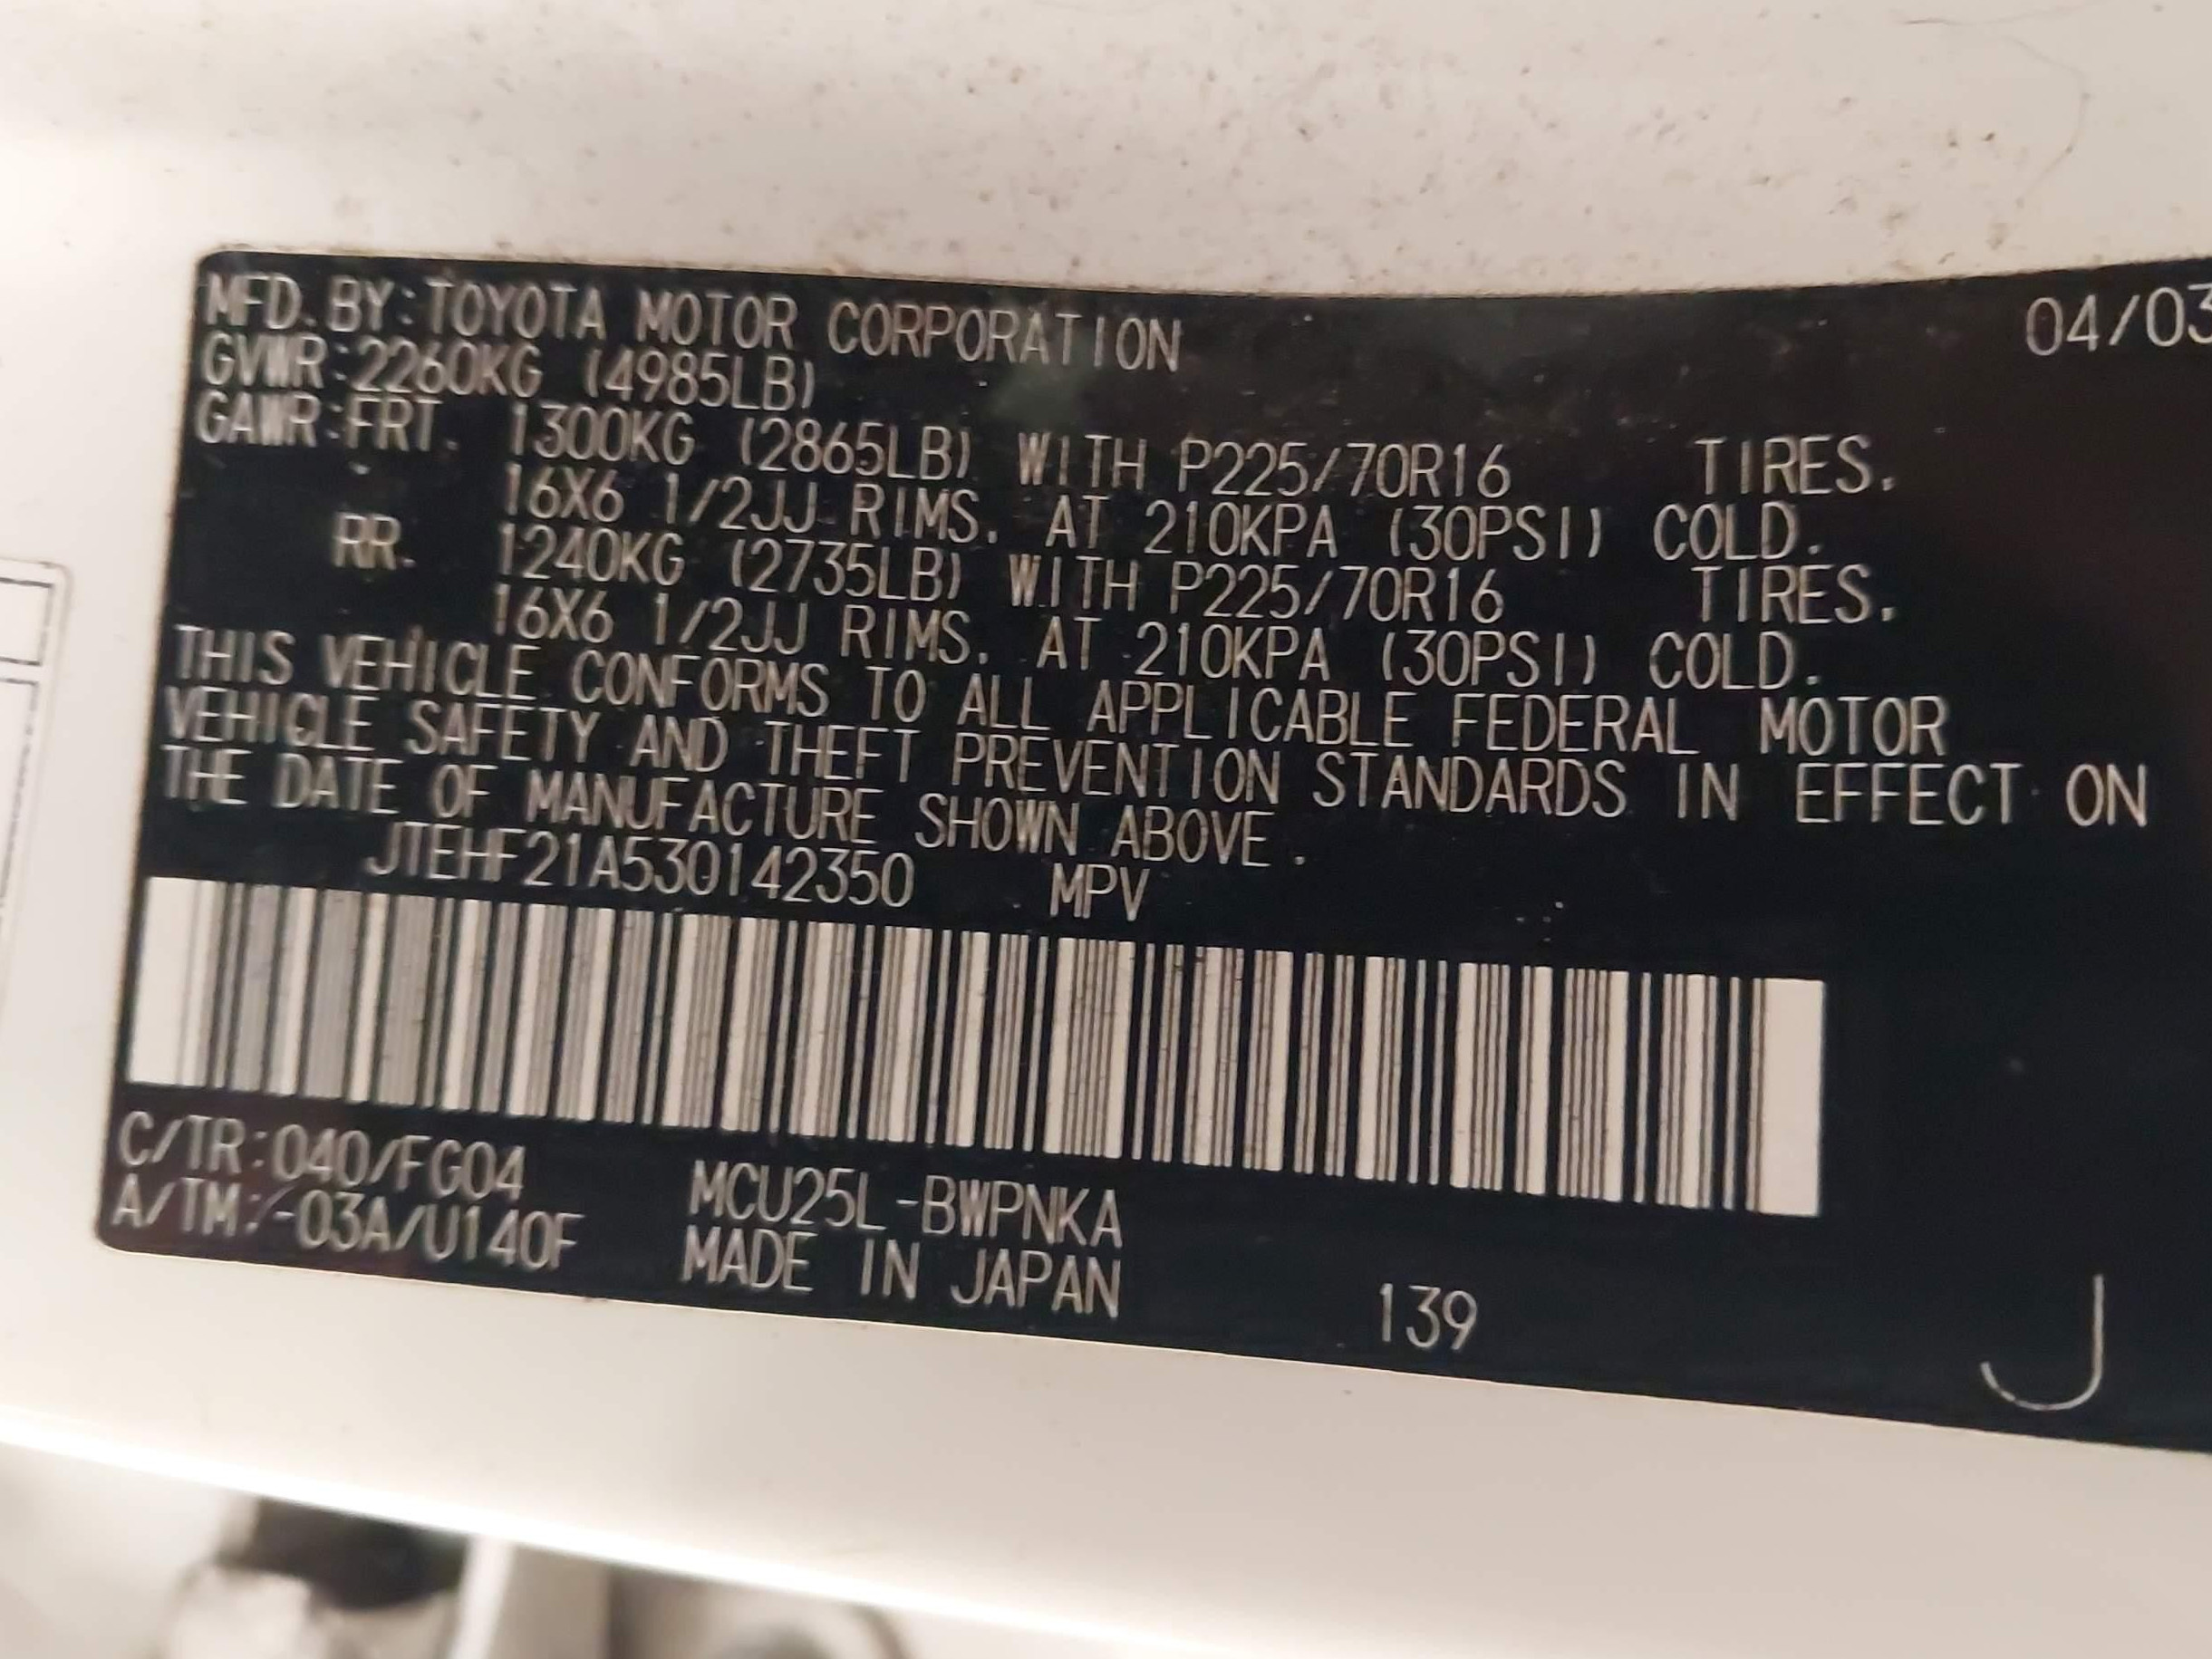 MFD. BY: TOYOTA MOTOR CORPORATION 04/03
GVWR: 2260KG (4985LB)
GAWR: FRT. 1300KG (2865LB) WITH P225/70R16 TIRES.
16X6 1/2JJ RIMS. AT 210KPA (30PSI) COLD.
RR. 1240KG (2735LB) WITH P225/70R16 TIRES.
16X6 1/2JJ RIMS. AT 210KPA (30PSI) COLD.
THIS VEHICLE CONFORMS TO ALL APPLICABLE FEDERAL MOTOR
VEHICLE SAFETY AND THEFT PREVENTION STANDARDS IN EFFECT ON
THE DATE OF MANUFACTURE SHOWN ABOVE.
JTEHF21A530142350 MPV
C/TR: 040/FG04 MCU25L-BWPNKA
A/TM: -03A/U140F MADE IN JAPAN
139
J